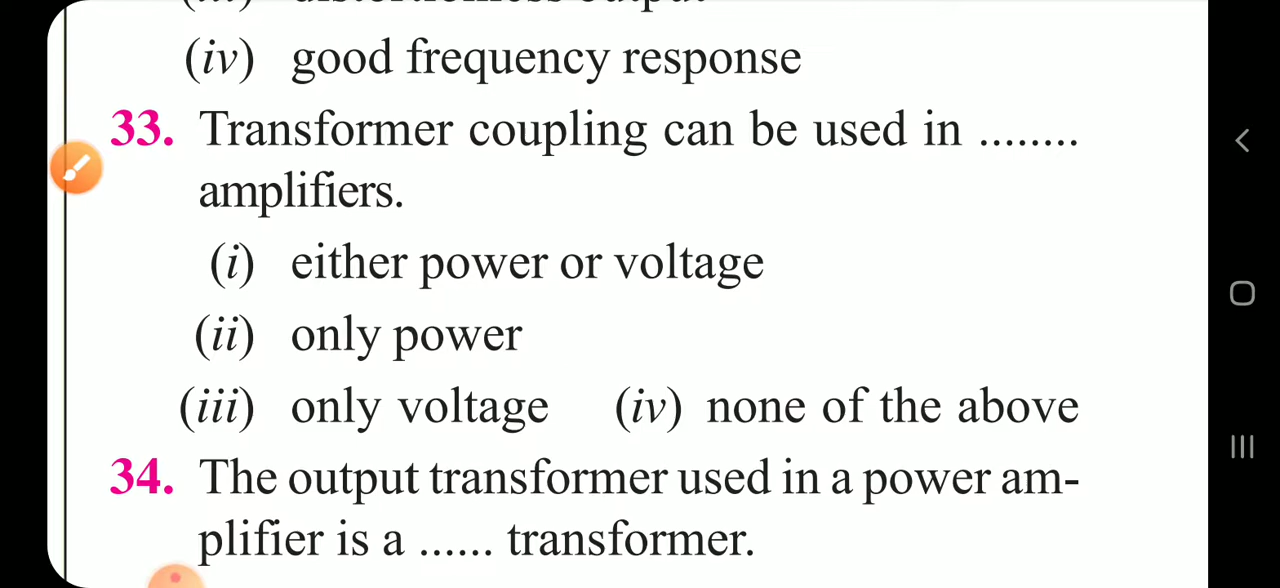 (iv) good frequency response
33. Transformer coupling can be used in ........
amplifiers.
(i) either power or voltage
(ii) only power
(iii) only voltage (iv) none of the above
34. The output transformer used in a power am-
plifier is a ...... transformer.